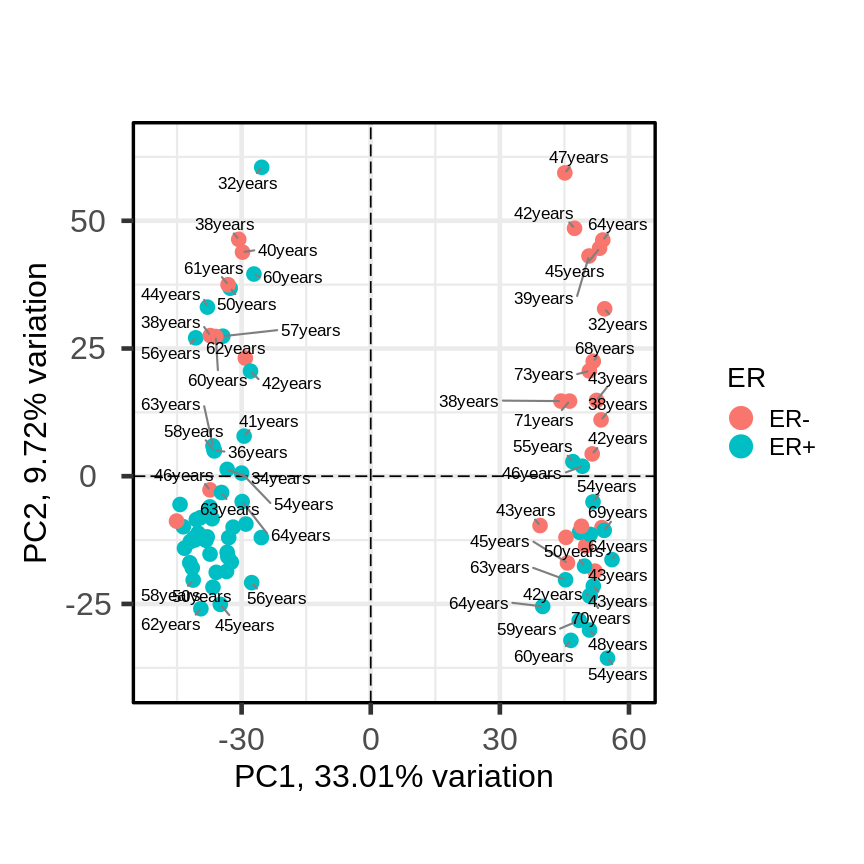 47years
32years
42years
38years
64years
40years
61years
45years
60years
44years
50years
39years
38years
57years
32years
56years
62years
68years
60years
42years
73years
43years
63years
38years
38years
41years
71years
58years
42years
36years
55years
46years
34years
46years
54years
54years
63years
43years
69years
64years
45years
50years
64years
63years
43years
58years
50years
56years
42years
64years
43years
62years
45years
70years
59years
48years
60years
54years
50
25
0
-25
-30
0
30
60
PC1, 33.01% variation
PC2, 9.72% variation
ER
ER-
ER+